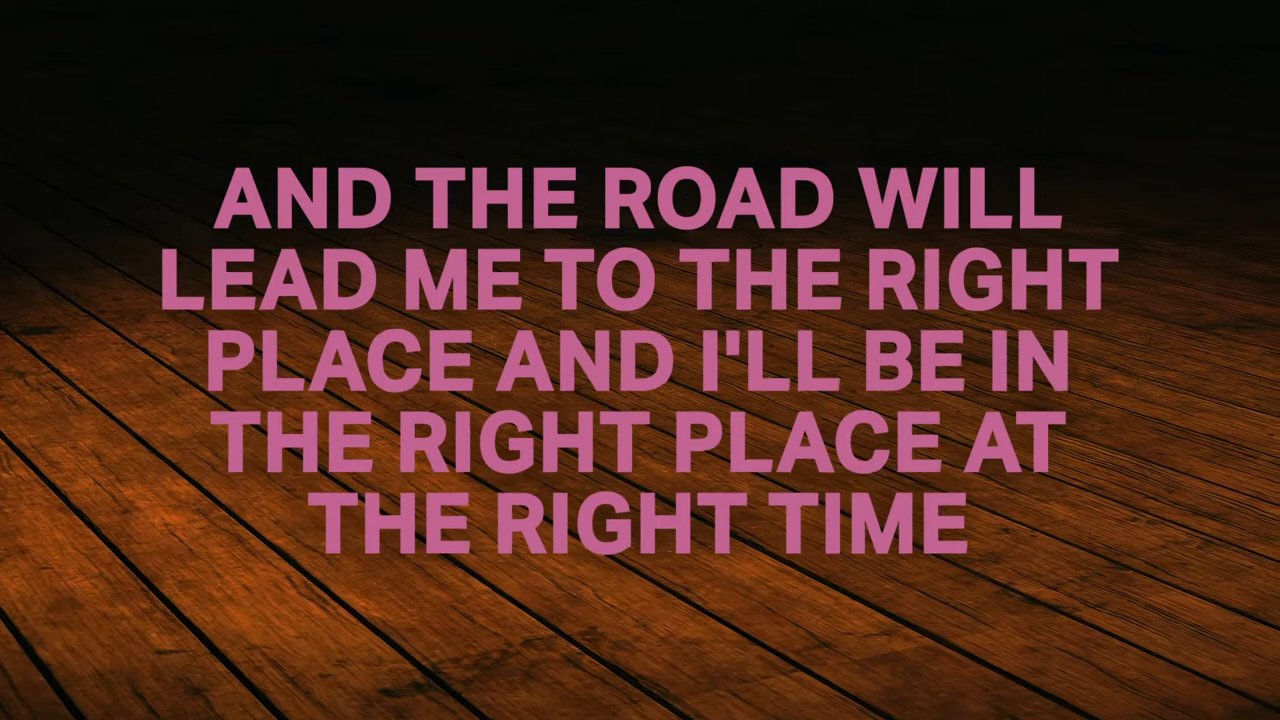 AND THE ROAD WILL
LEAD ME TO THE RIGHT
PLACE AND I'LL BE IN
THE RIGHT PLACE AT
THE RIGHT TIME